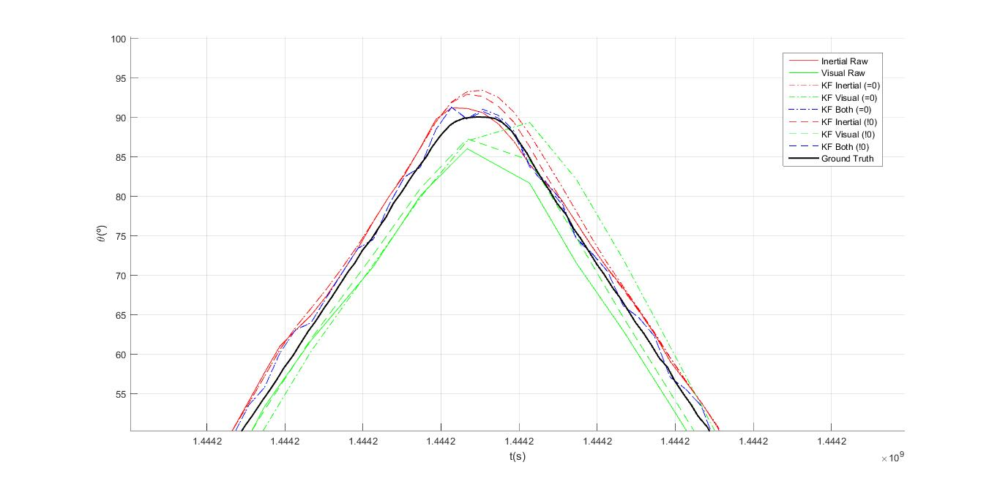 100
95
90
85
80
75
70
65
60
55
θ(º)
Inertial Raw
Visual Raw
KF Inertial (=0)
KF Visual (=0)
KF Both (=0)
KF Inertial (!0)
KF Visual (!0)
KF Both (!0)
Ground Truth
1.4442 1.4442 1.4442 1.4442 1.4442 1.4442 1.4442 1.4442 1.4442
t(s)
×10⁹